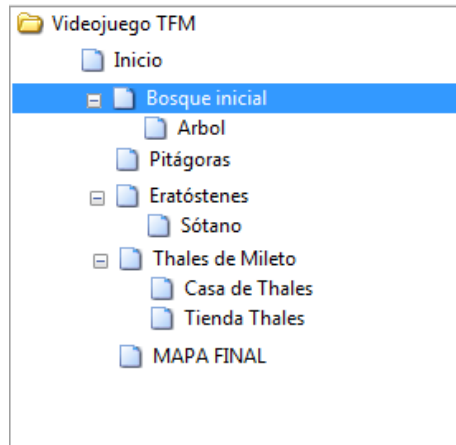 Videojuego TFM
Inicio
Bosque inicial
Arbol
Pitágoras
Eratóstenes
Sótano
Thales de Mileto
Casa de Thales
Tienda Thales
MAPA FINAL